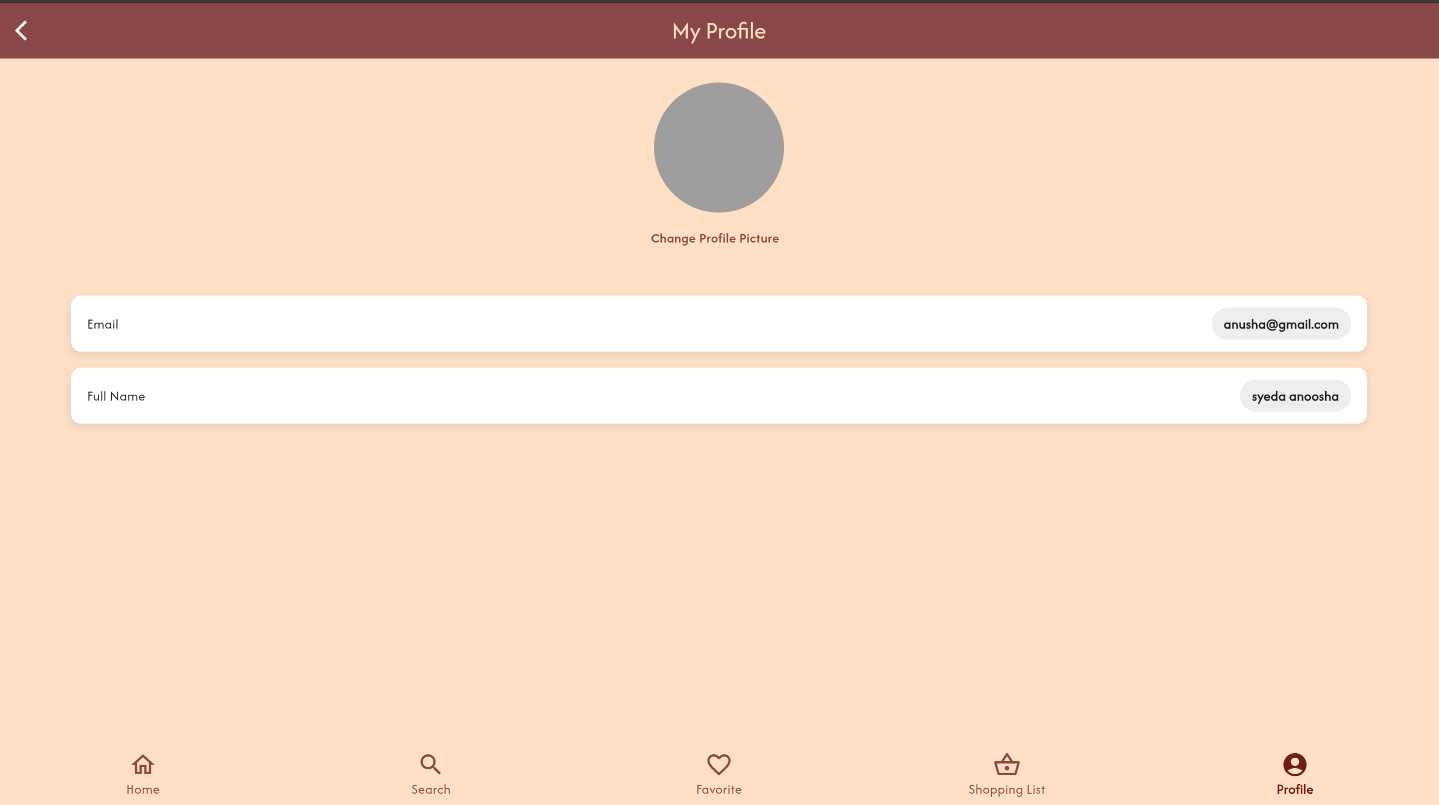 My Profile
Change Profile Picture
Email
anusha@gmail.com
Full Name
syeda anoosha
Home
Search
Favorite
Shopping List
Profile